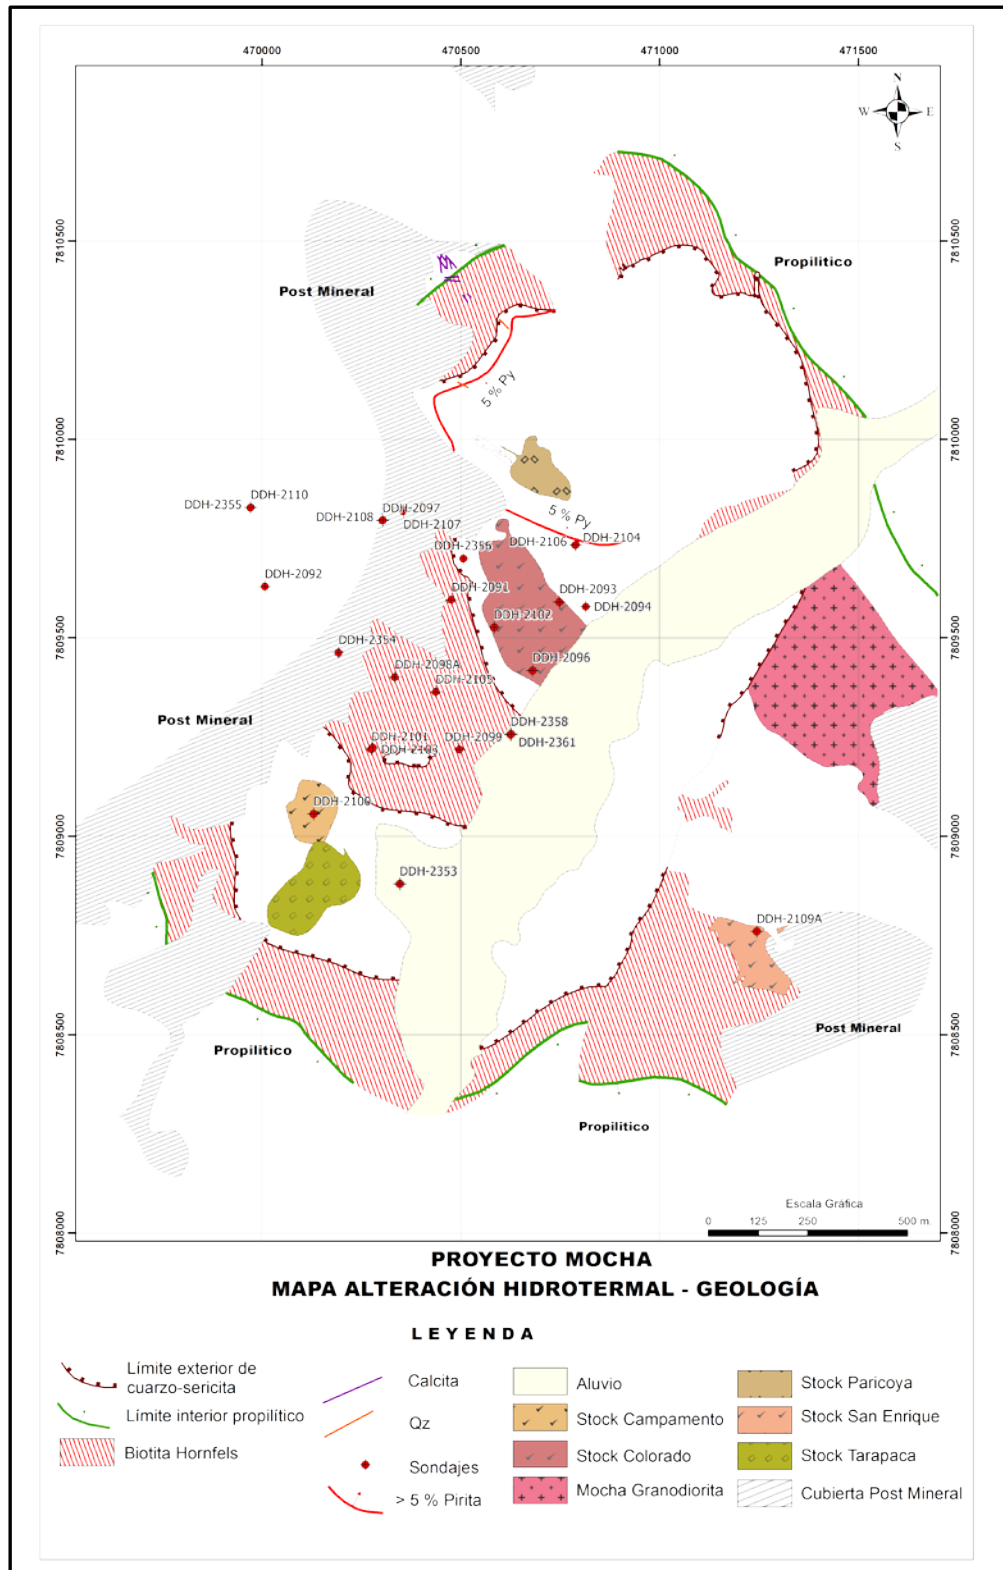 470000
470500
471000
471500
N
W
E
S
7810500
7810500
Propilitico
Post Mineral
5 % Py
7810000
7810000
DDH-2110
DDH-2355
DDH-2097
DDH-2108
DDH-2107
5 % Py
DDH-2106
DDH-2104
DDH-2356
DDH-2092
DDH-2091
DDH-2093
DDH-2094
DDH-2102
7809500
7809500
DDH-2354
DDH-2098A
DDH-2105
DDH-2096
Post Mineral
DDH-2358
DDH-2101
DDH-2099
DDH-2361
DDH-2103
DDH-2100
7809000
7809000
DDH-2353
DDH-2109A
7808500
7808500
Post Mineral
Propilitico
Propilitico
Escala Gráfica
0
125
250
500 m.
7808000
7808000
PROYECTO MOCHA
MAPA ALTERACIÓN HIDROTERMAL - GEOLOGÍA
LEYENDA
Límite exterior de
cuarzo-sericita
Límite interior propilítico
Biotita Hornfels
Calcita
Qz
Sondajes
> 5 % Pirita
Aluvio
Stock Campamento
Stock Colorado
Mocha Granodiorita
Stock Paricoya
Stock San Enrique
Stock Tarapaca
Cubierta Post Mineral